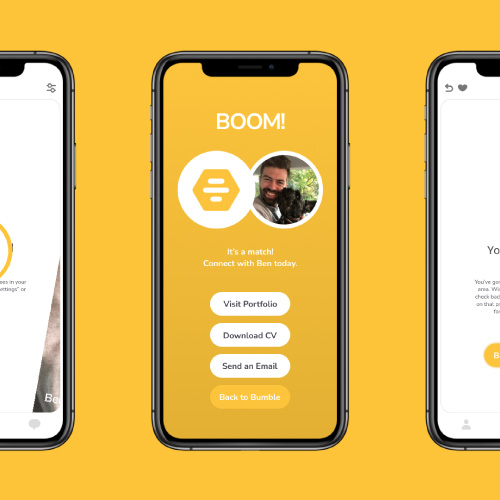 BOOM!
It's a match!
Connect with Ben today.
Visit Portfolio
Download CV
Send an Email
Back to Bumble
ees in your
ettings" or
Be
Yo
You've go
area. Wi
check bac
on that p
fo
B